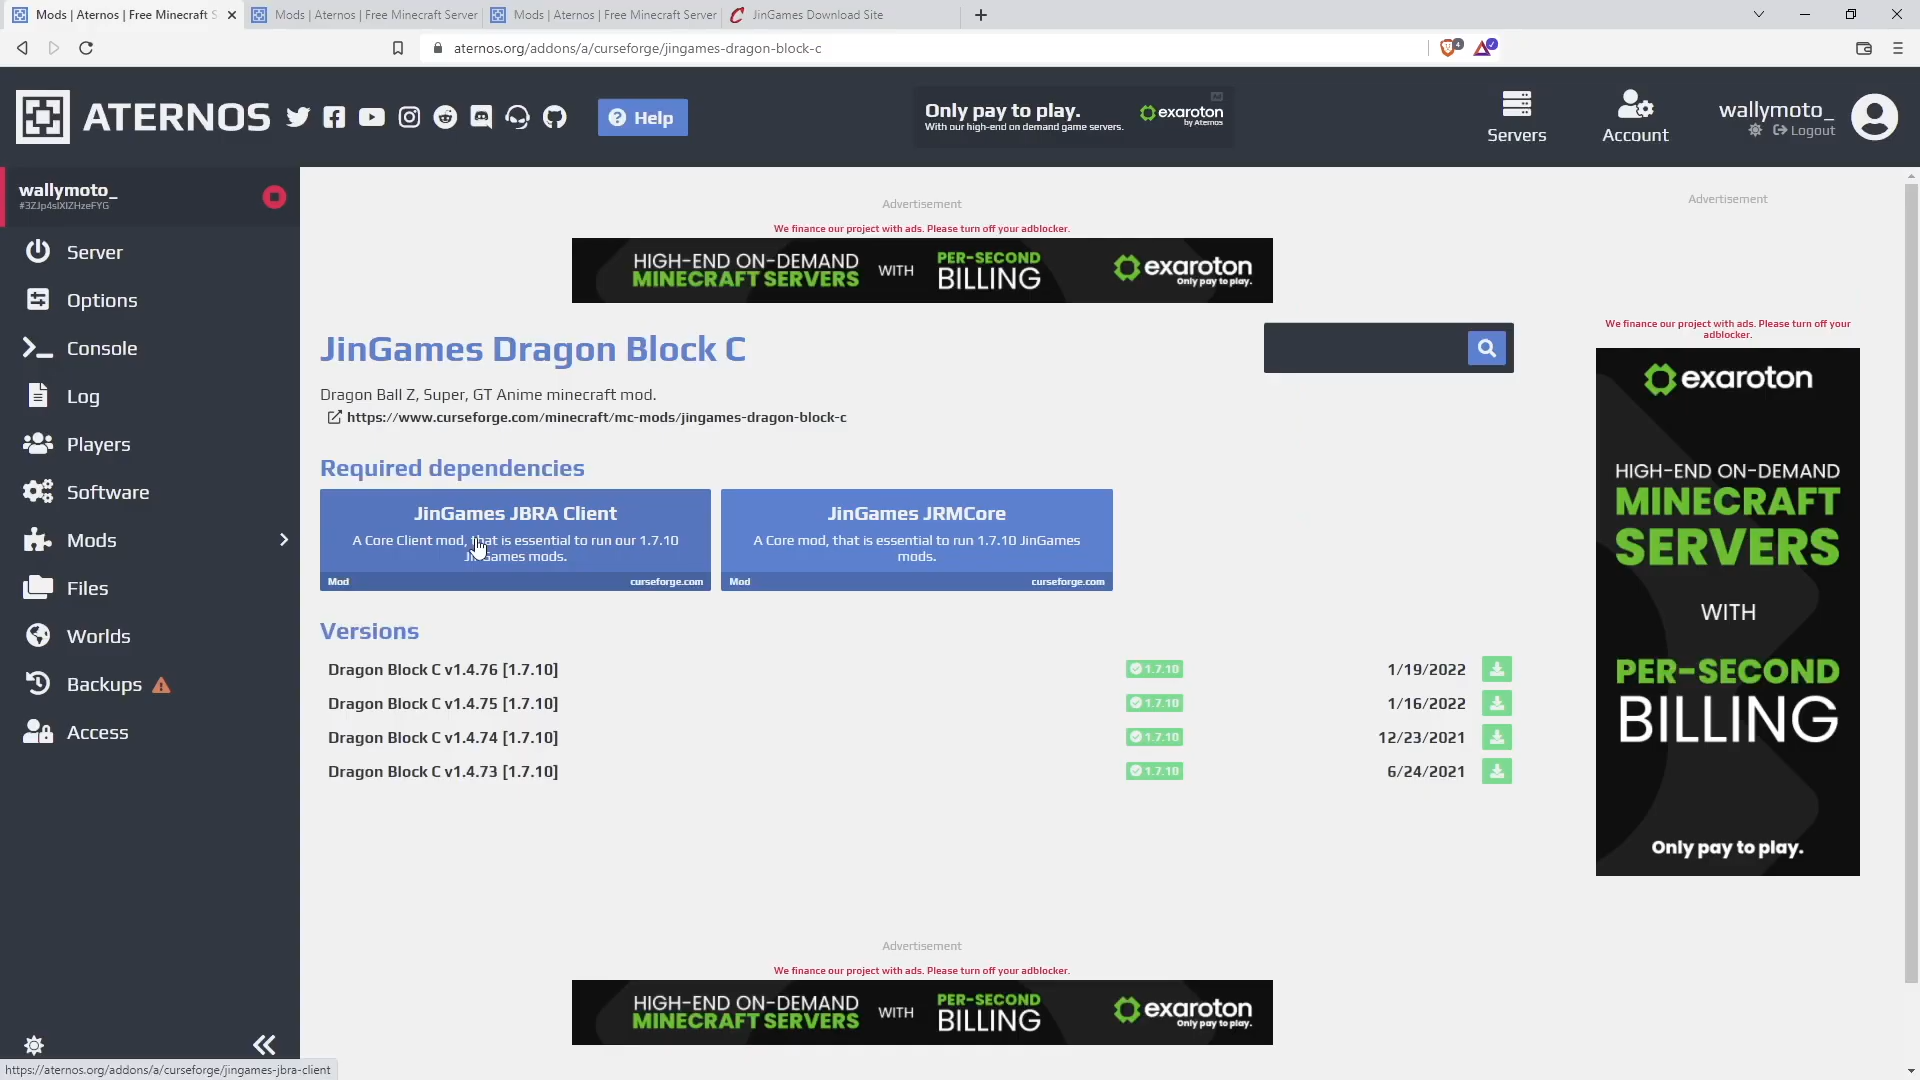 Mods | Aternos | Free Minecraft S
Mods | Aternos | Free Minecraft Server
Mods | Aternos | Free Minecraft Server
JinGames Download Site
aternos.org/addons/a/curseforge/jingames-dragon-block-c
4
ATERNOS
Help
Ad
Only pay to play.
With our high-end on demand game servers.
exaroton
by Aternos
Servers
Account
wallymoto_
Logout
wallymoto_
Server
Options
Console
Log
Players
Software
Mods
Files
Worlds
Backups
Access
Advertisement
We finance our project with ads. Please turn off your adblocker.
HIGH-END ON-DEMAND
MINECRAFT SERVERS
WITH
PER-SECOND
BILLING
exaroton
Only pay to play.
JinGames Dragon Block C
Dragon Ball Z, Super, GT Anime minecraft mod.
https://www.curseforge.com/minecraft/mc-mods/jingames-dragon-block-c
Required dependencies
JinGames JBRA Client
A Core Client mod, that is essential to run our 1.7.10
JinGames mods.
Mod
curseforge.com
JinGames JRMCore
A Core mod, that is essential to run 1.7.10 JinGames
mods.
Mod
curseforge.com
Versions
Dragon Block C v1.4.76 [1.7.10] 1.7.10 1/19/2022
Dragon Block C v1.4.75 [1.7.10] 1.7.10 1/16/2022
Dragon Block C v1.4.74 [1.7.10] 1.7.10 12/23/2021
Dragon Block C v1.4.73 [1.7.10] 1.7.10 6/24/2021
Advertisement
We finance our project with ads. Please turn off your adblocker.
HIGH-END ON-DEMAND
MINECRAFT SERVERS
WITH
PER-SECOND
BILLING
exaroton
Only pay to play.
Advertisement
We finance our project with ads. Please turn off your
adblocker.
exaroton
HIGH-END ON-DEMAND
MINECRAFT
SERVERS
WITH
PER-SECOND
BILLING
Only pay to play.
https://aternos.org/addons/a/curseforge/jingames-jbra-client